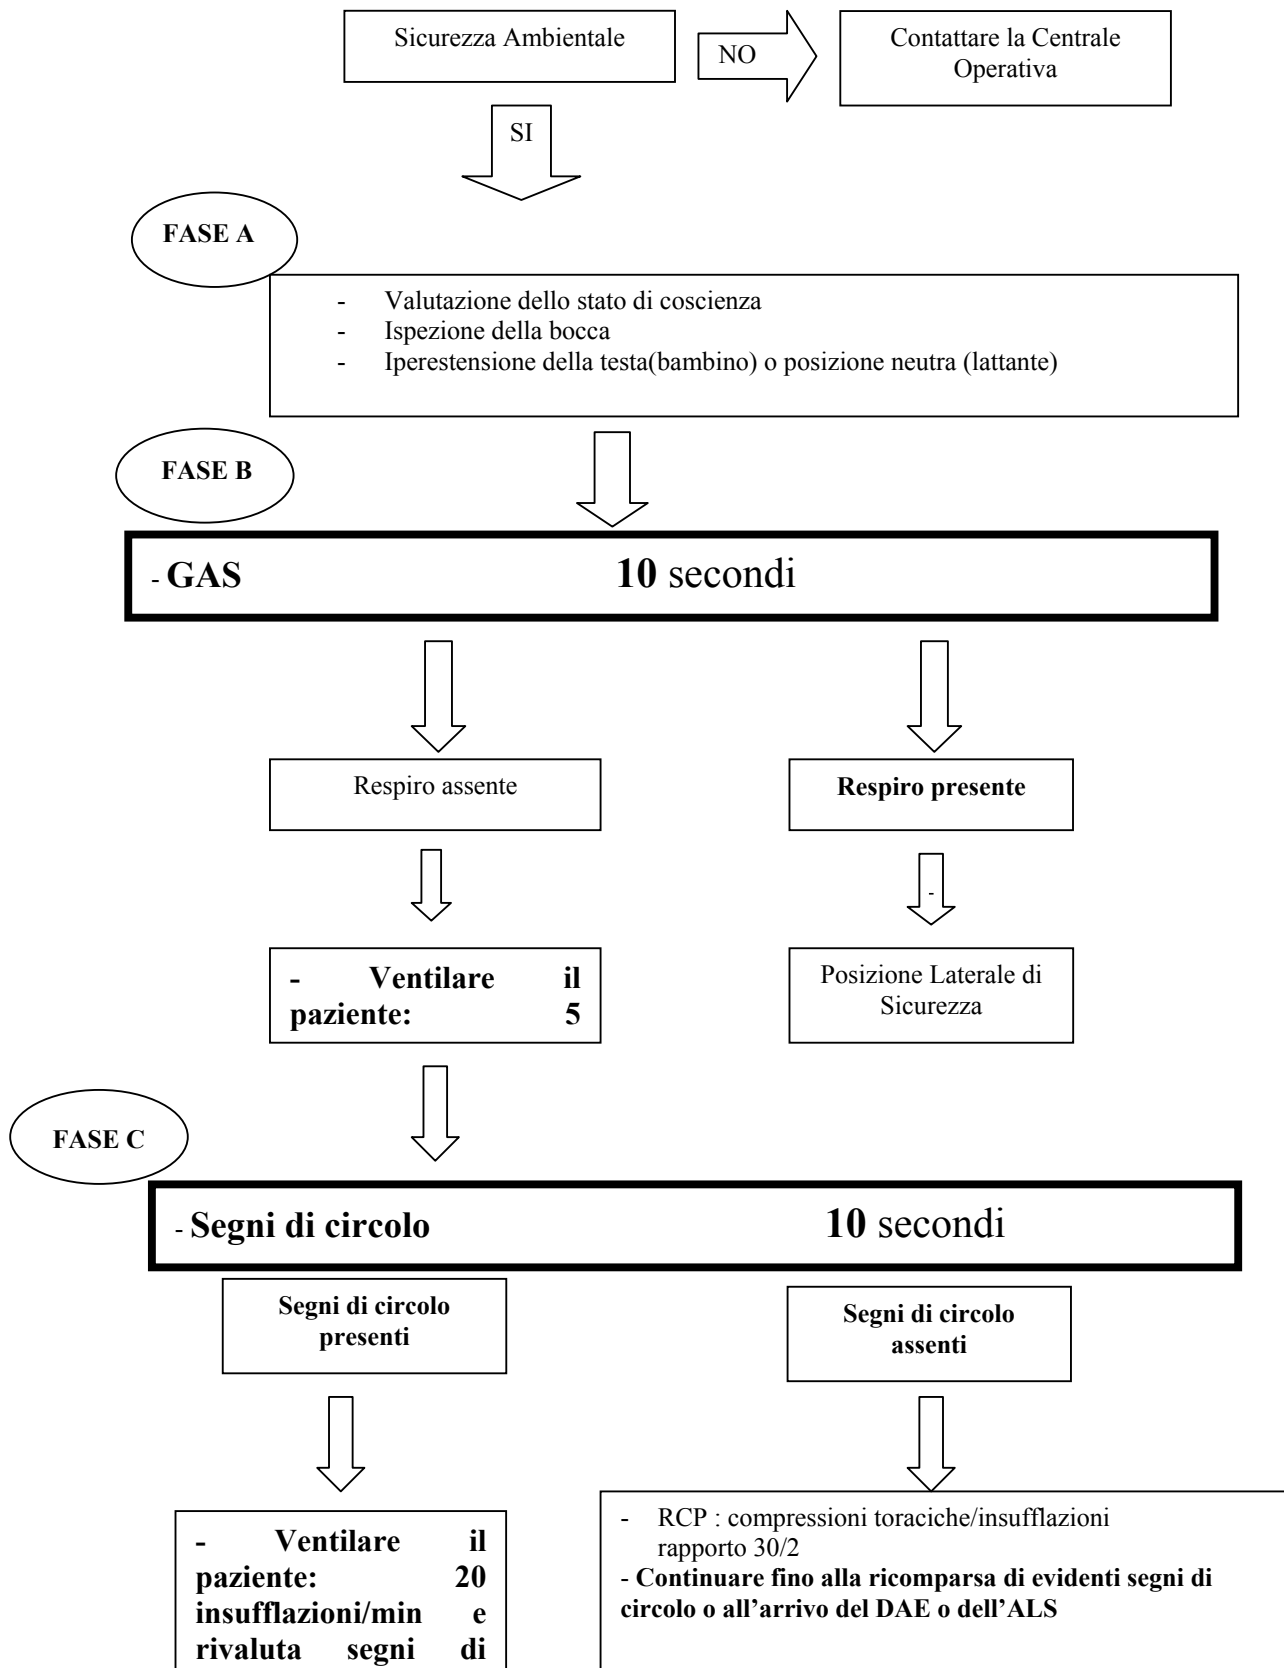 Sicurezza Ambientale
NO
Contattare la Centrale
Operativa
SI
FASE A
- Valutazione dello stato di coscienza
- Ispezione della bocca
- Iperestensione della testa(bambino) o posizione neutra (lattante)
FASE B
- GAS 10 secondi
Respiro assente
Respiro presente
-
- Ventilare il
paziente: 5
Posizione Laterale di
Sicurezza
FASE C
- Segni di circolo 10 secondi
Segni di circolo
presenti
Segni di circolo
assenti
- Ventilare il
paziente: 20
insufflazioni/min e
rivaluta segni di
- RCP : compressioni toraciche/insufflazioni
rapporto 30/2
- Continuare fino alla ricomparsa di evidenti segni di
circolo o all'arrivo del DAE o dell'ALS